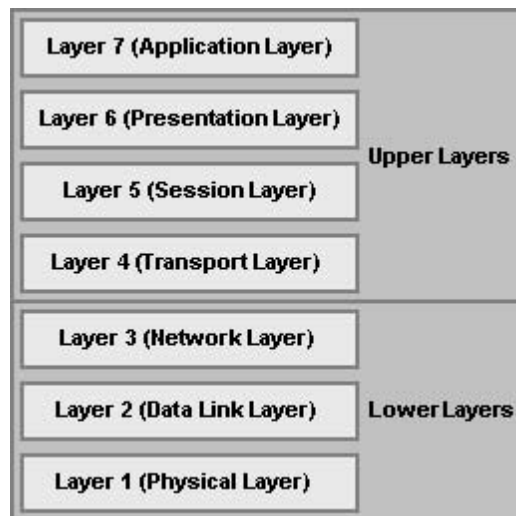 Layer 7 (Application Layer)
Layer 6 (Presentation Layer)
Upper Layers
Layer 5 (Session Layer)
Layer 4 (Transport Layer)
Layer 3 (Network Layer)
Layer 2 (Data Link Layer)
Lower Layers
Layer 1 (Physical Layer)